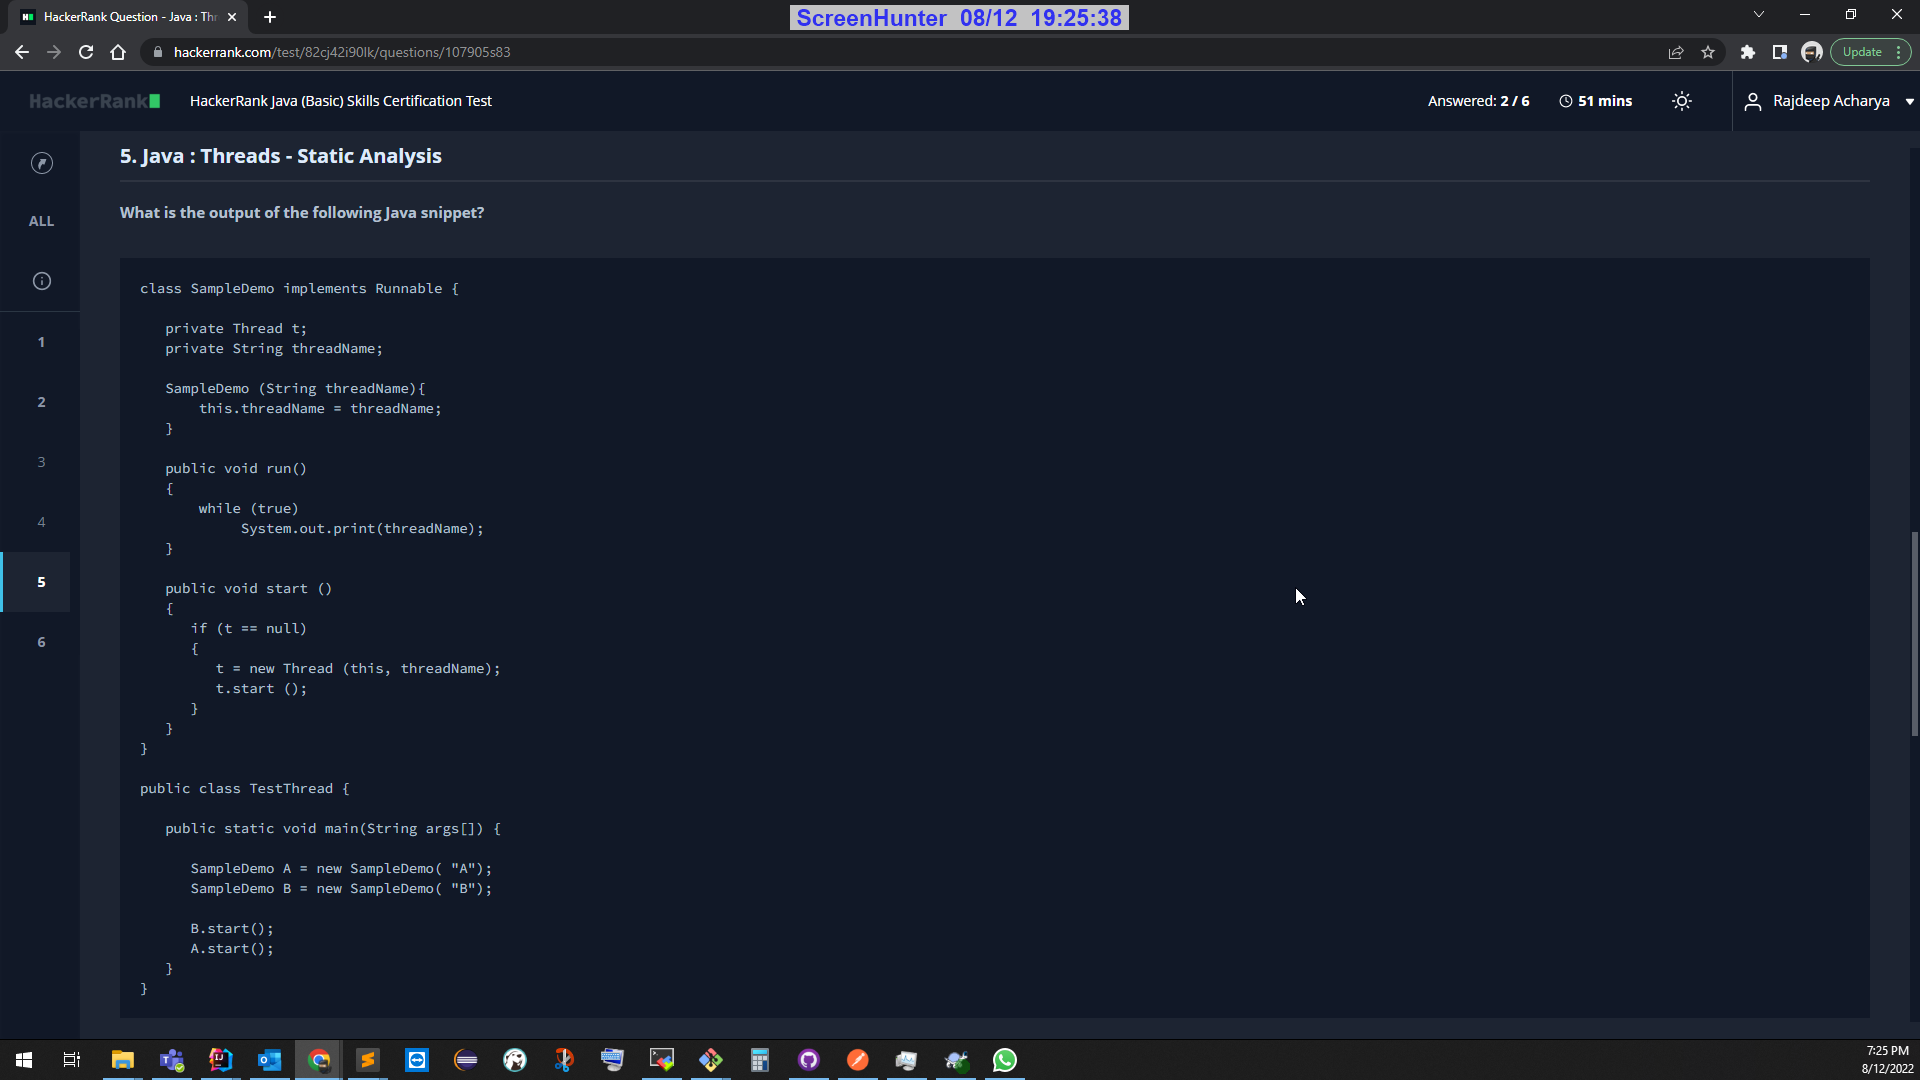 HackerRank Question - Java : Thr
ScreenHunter 08/12 19:25:38
hackerrank.com/test/82cj42i90lk/questions/107905s83
Update
HackerRank
HackerRank Java (Basic) Skills Certification Test
Answered: 2 / 6
51 mins
Rajdeep Acharya
ALL
1
2
3
4
5
6
5. Java : Threads - Static Analysis
What is the output of the following Java snippet?
class SampleDemo implements Runnable {
private Thread t;
private String threadName;
SampleDemo (String threadName){
this.threadName = threadName;
}
public void run()
{
while (true)
System.out.print(threadName);
}
public void start ()
{
if (t == null)
{
t = new Thread (this, threadName);
t.start ();
}
}
}
public class TestThread {
public static void main(String args[]) {
SampleDemo A = new SampleDemo( "A");
SampleDemo B = new SampleDemo( "B");
B.start();
A.start();
}
}
7:25 PM
8/12/2022